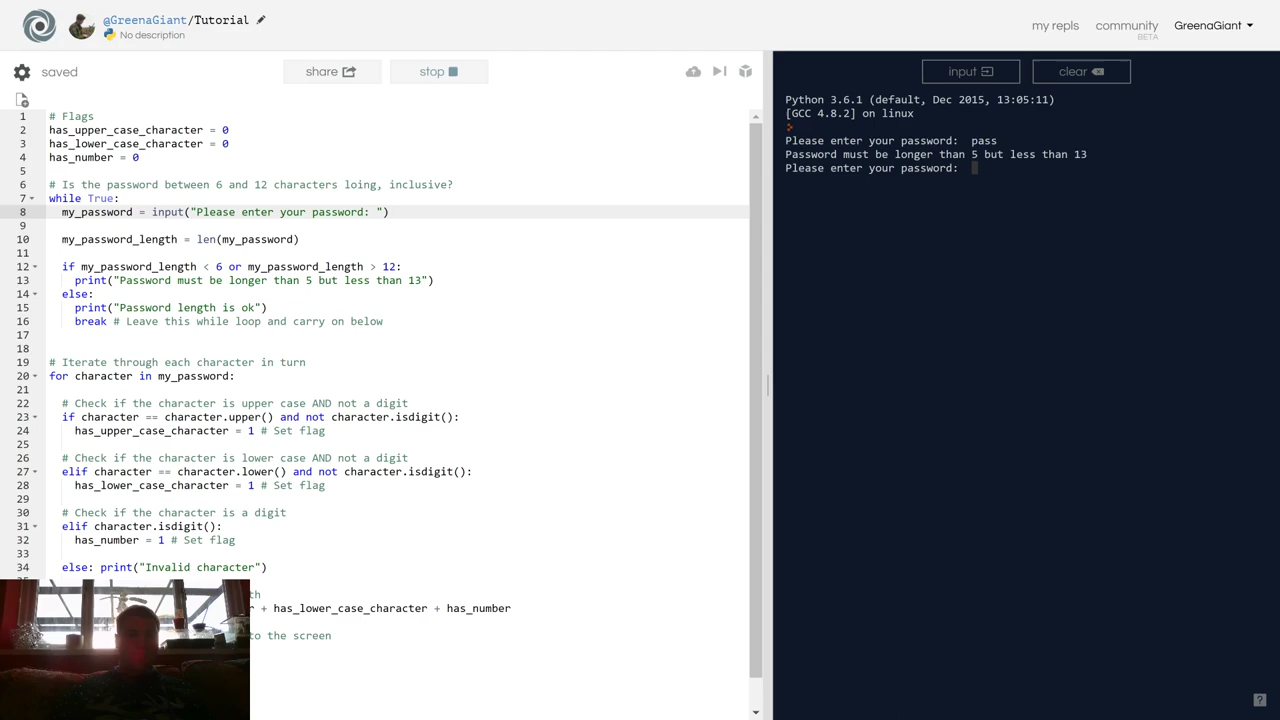 @GreenaGiant/Tutorial
No description
my repls
community
BETA
GreenaGiant
saved
share
stop
input
clear
1 # Flags
2 has_upper_case_character = 0
3 has_lower_case_character = 0
4 has_number = 0
5
6 # Is the password between 6 and 12 characters loing, inclusive?
7 while True:
8 my_password = input("Please enter your password: ")
9
10 my_password_length = len(my_password)
11
12 if my_password_length < 6 or my_password_length > 12:
13 print("Password must be longer than 5 but less than 13")
14 else:
15 print("Password length is ok")
16 break # Leave this while loop and carry on below
17
18
19 # Iterate through each character in turn
20 for character in my_password:
21
22 # Check if the character is upper case AND not a digit
23 if character == character.upper() and not character.isdigit():
24 has_upper_case_character = 1 # Set flag
25
26 # Check if the character is lower case AND not a digit
27 elif character == character.lower() and not character.isdigit():
28 has_lower_case_character = 1 # Set flag
29
30 # Check if the character is a digit
31 elif character.isdigit():
32 has_number = 1 # Set flag
33
34 else: print("Invalid character")
+ has_lower_case_character + has_number
to the screen
Python 3.6.1 (default, Dec 2015, 13:05:11)
[GCC 4.8.2] on linux
Please enter your password: pass
Password must be longer than 5 but less than 13
Please enter your password:
?